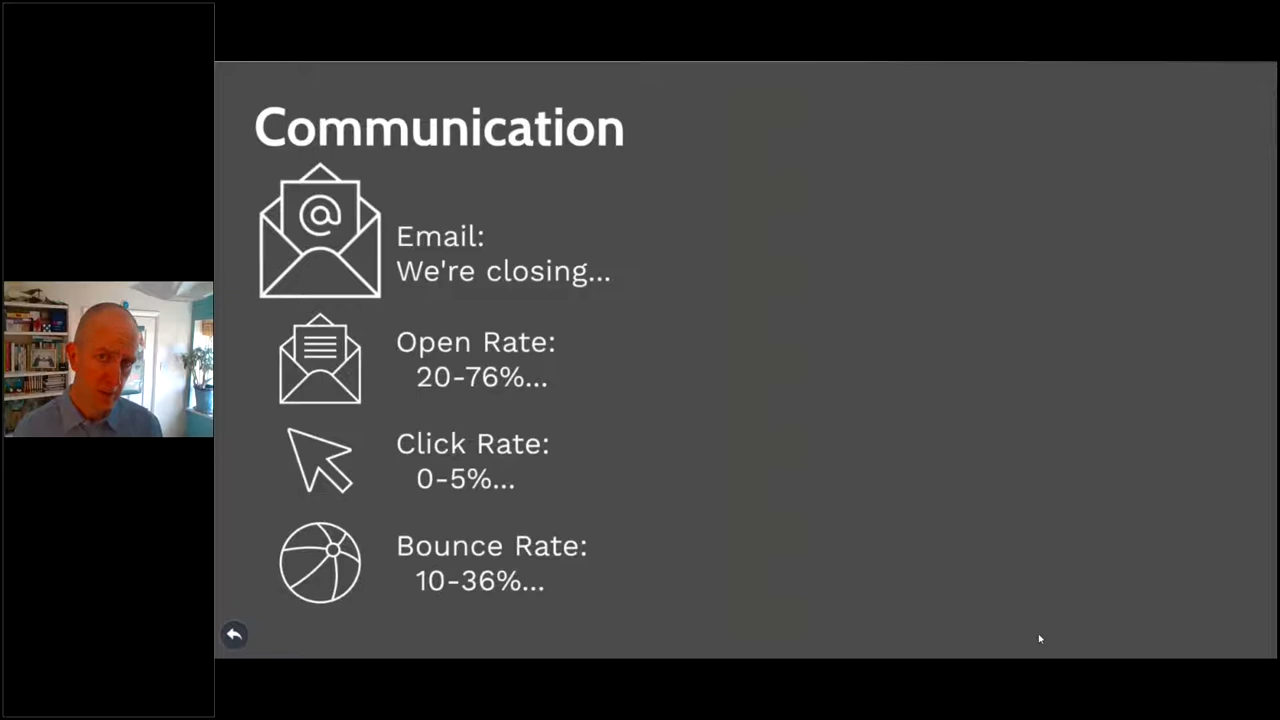 Communication
@
Email:
We're closing...
Open Rate:
20-76%...
Click Rate:
0-5%...
Bounce Rate:
10-36%...